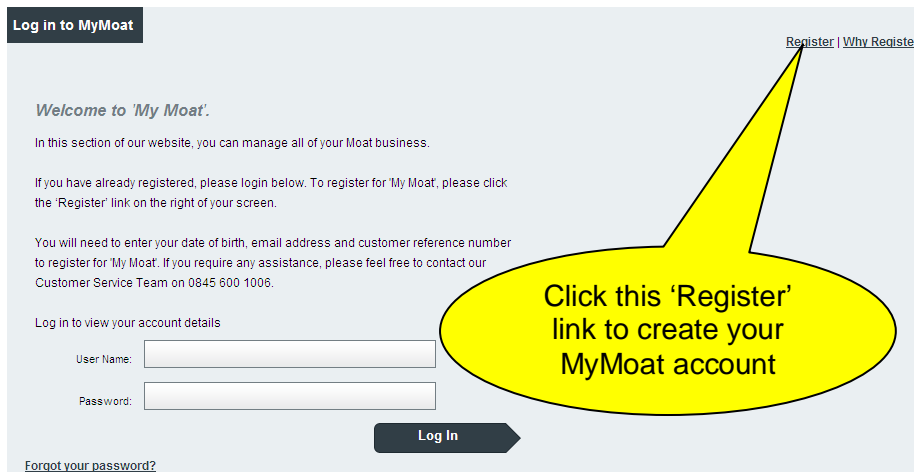 Log in to MyMoat
Register | Why Registe
Welcome to 'My Moat'.
In this section of our website, you can manage all of your Moat business.
If you have already registered, please login below. To register for 'My Moat', please click
the ‘Register’ link on the right of your screen.
You will need to enter your date of birth, email address and customer reference number
to register for 'My Moat'. If you require any assistance, please feel free to contact our
Customer Service Team on 0845 600 1006.
Log in to view your account details
User Name:
Password:
Log In
Forgot your password?
Click this ‘Register’
link to create your
MyMoat account